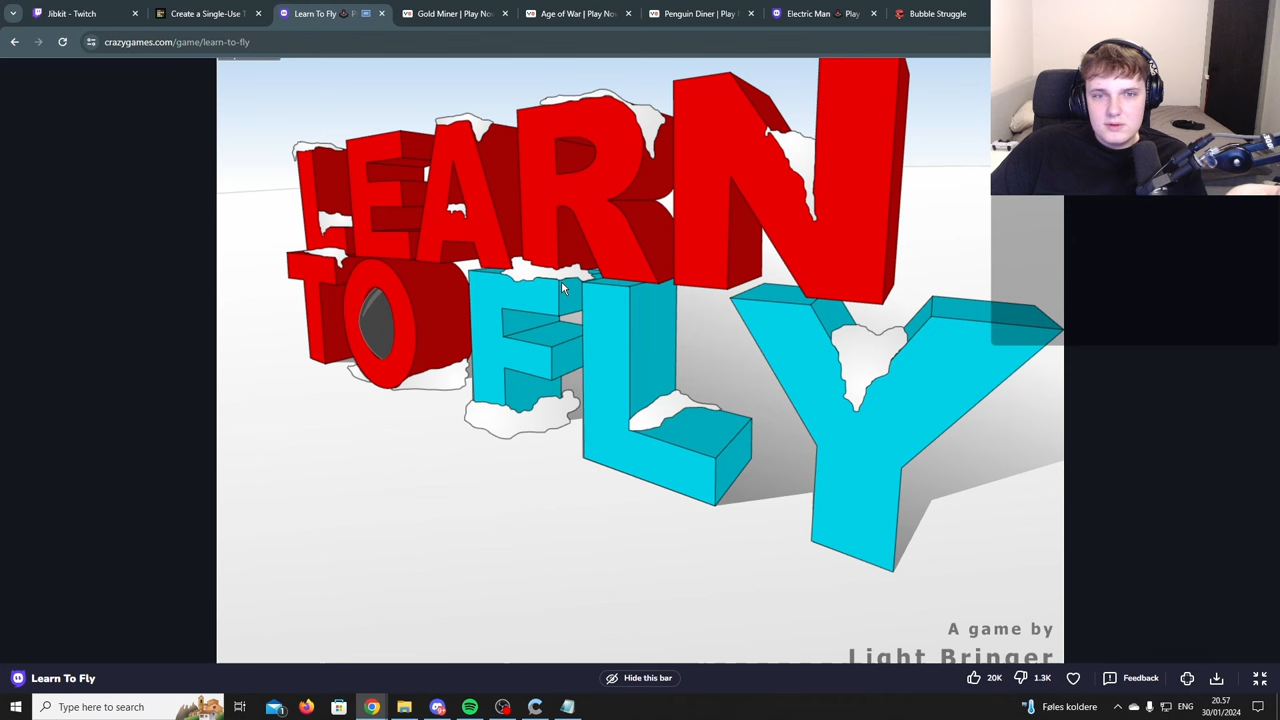 Jibkit - Twitch
Create a Single-Use T
Learn To Fly
P
Gold Miner | Play Now
Age of War | Play Now
Penguin Diner | Play
Electric Man
Play
Bubble Struggle
crazygames.com/game/learn-to-fly
LEARN
TO FLY
A game by
Light Bringer
Learn To Fly
Hide this bar
20K
1.3K
Feedback
Type here to search
1
Føles koldere
ENG
20.57
30/01/2024